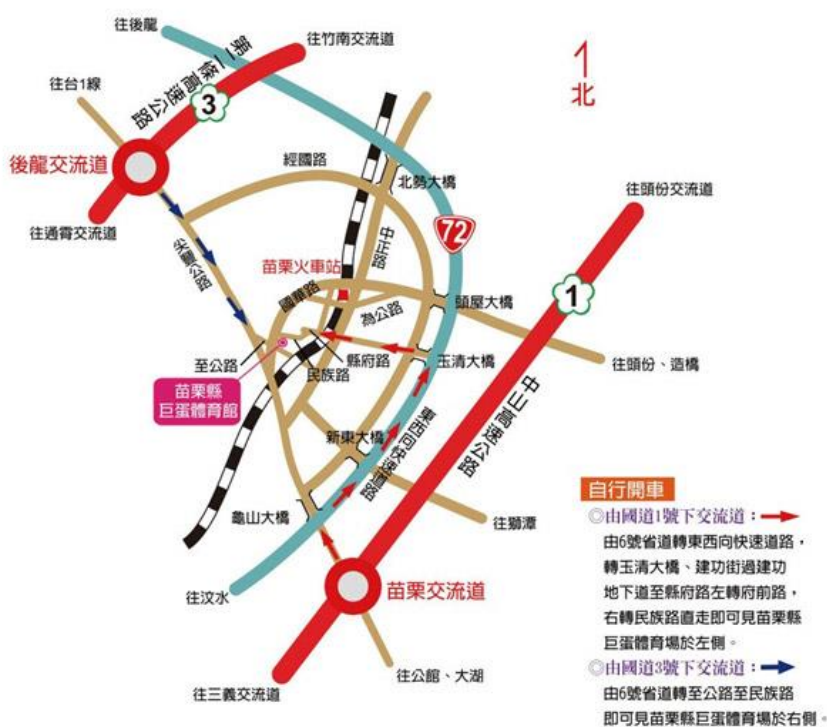 往後龍
往竹南交流道
第二條高速公路
往台1線
3
北
後龍交流道
經國路
北勢大橋
往頭份交流道
往通霄交流道
72
尖豐公路
中正路
苗栗火車站
國華路
為公路
頭屋大橋
1
至公路
縣府路
民族路
玉清大橋
往頭份、造橋
苗栗縣
巨蛋體育館
中山高速公路
東西向快速道路
新東大橋
龜山大橋
往獅潭
往汶水
苗栗交流道
往公館、大湖
往三義交流道
自行開車
◎由國道1號下交流道：
由6號省道轉東西向快速道路，
轉玉清大橋、建功街過建功
地下道至縣府路左轉府前路，
右轉民族路直走即可見苗栗縣
巨蛋體育場於左側。
◎由國道3號下交流道：
由6號省道轉至公路至民族路
即可見苗栗縣巨蛋體育場於右側。